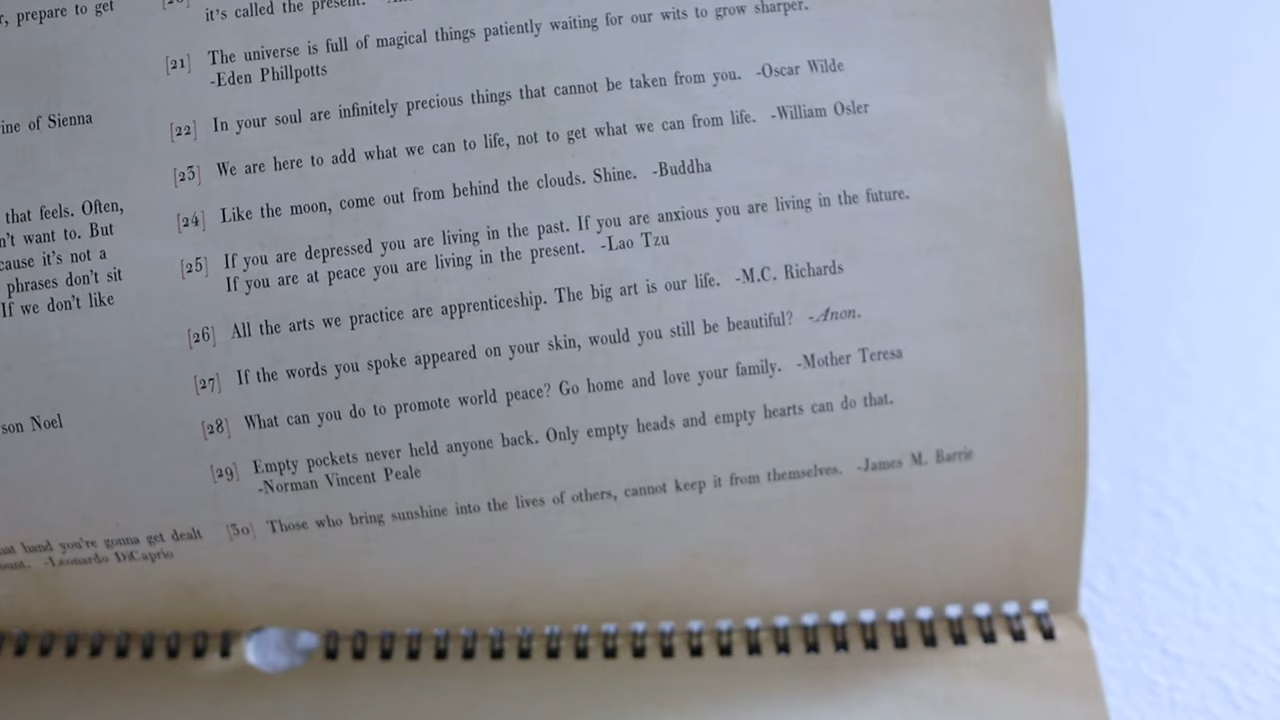 , prepare to get
ine of Sienna
that feels. Often,
n't want to. But
cause it's not a
phrases don't sit
If we don't like
son Noel
hand you're gonna get dealt
-Leonardo DiCaprio
it's called the present.
[21] The universe is full of magical things patiently waiting for our wits to grow sharper.
-Eden Phillpotts
[22] In your soul are infinitely precious things that cannot be taken from you. -Oscar Wilde
[23] We are here to add what we can to life, not to get what we can from life. -William Osler
[24] Like the moon, come out from behind the clouds. Shine. -Buddha
[25] If you are depressed you are living in the past. If you are anxious you are living in the future.
If you are at peace you are living in the present. -Lao Tzu
[26] All the arts we practice are apprenticeship. The big art is our life. -M.C. Richards
[27] If the words you spoke appeared on your skin, would you still be beautiful? -Anon.
[28] What can you do to promote world peace? Go home and love your family. -Mother Teresa
[29] Empty pockets never held anyone back. Only empty heads and empty hearts can do that.
-Norman Vincent Peale
[30] Those who bring sunshine into the lives of others, cannot keep it from themselves. -James M. Barrie